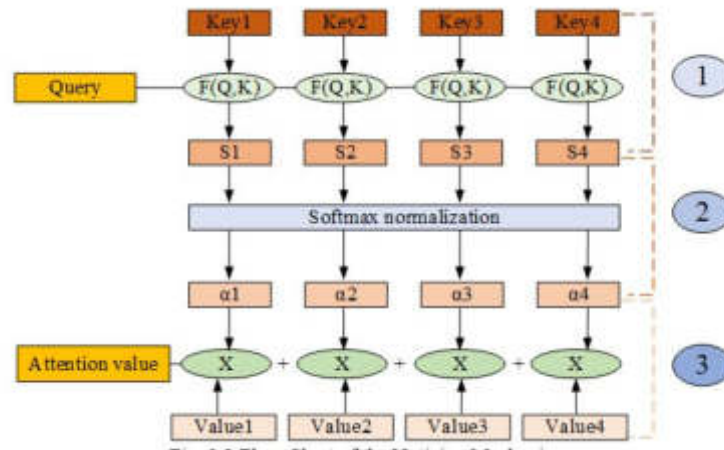 Key1 Key2 Key3 Key4 1
Query F(Q,K) F(Q,K) F(Q,K) F(Q,K)
S1 S2 S3 S4
Softmax normalization 2
α1 α2 α3 α4
Attention value X + X + X + X 3
Value1 Value2 Value3 Value4